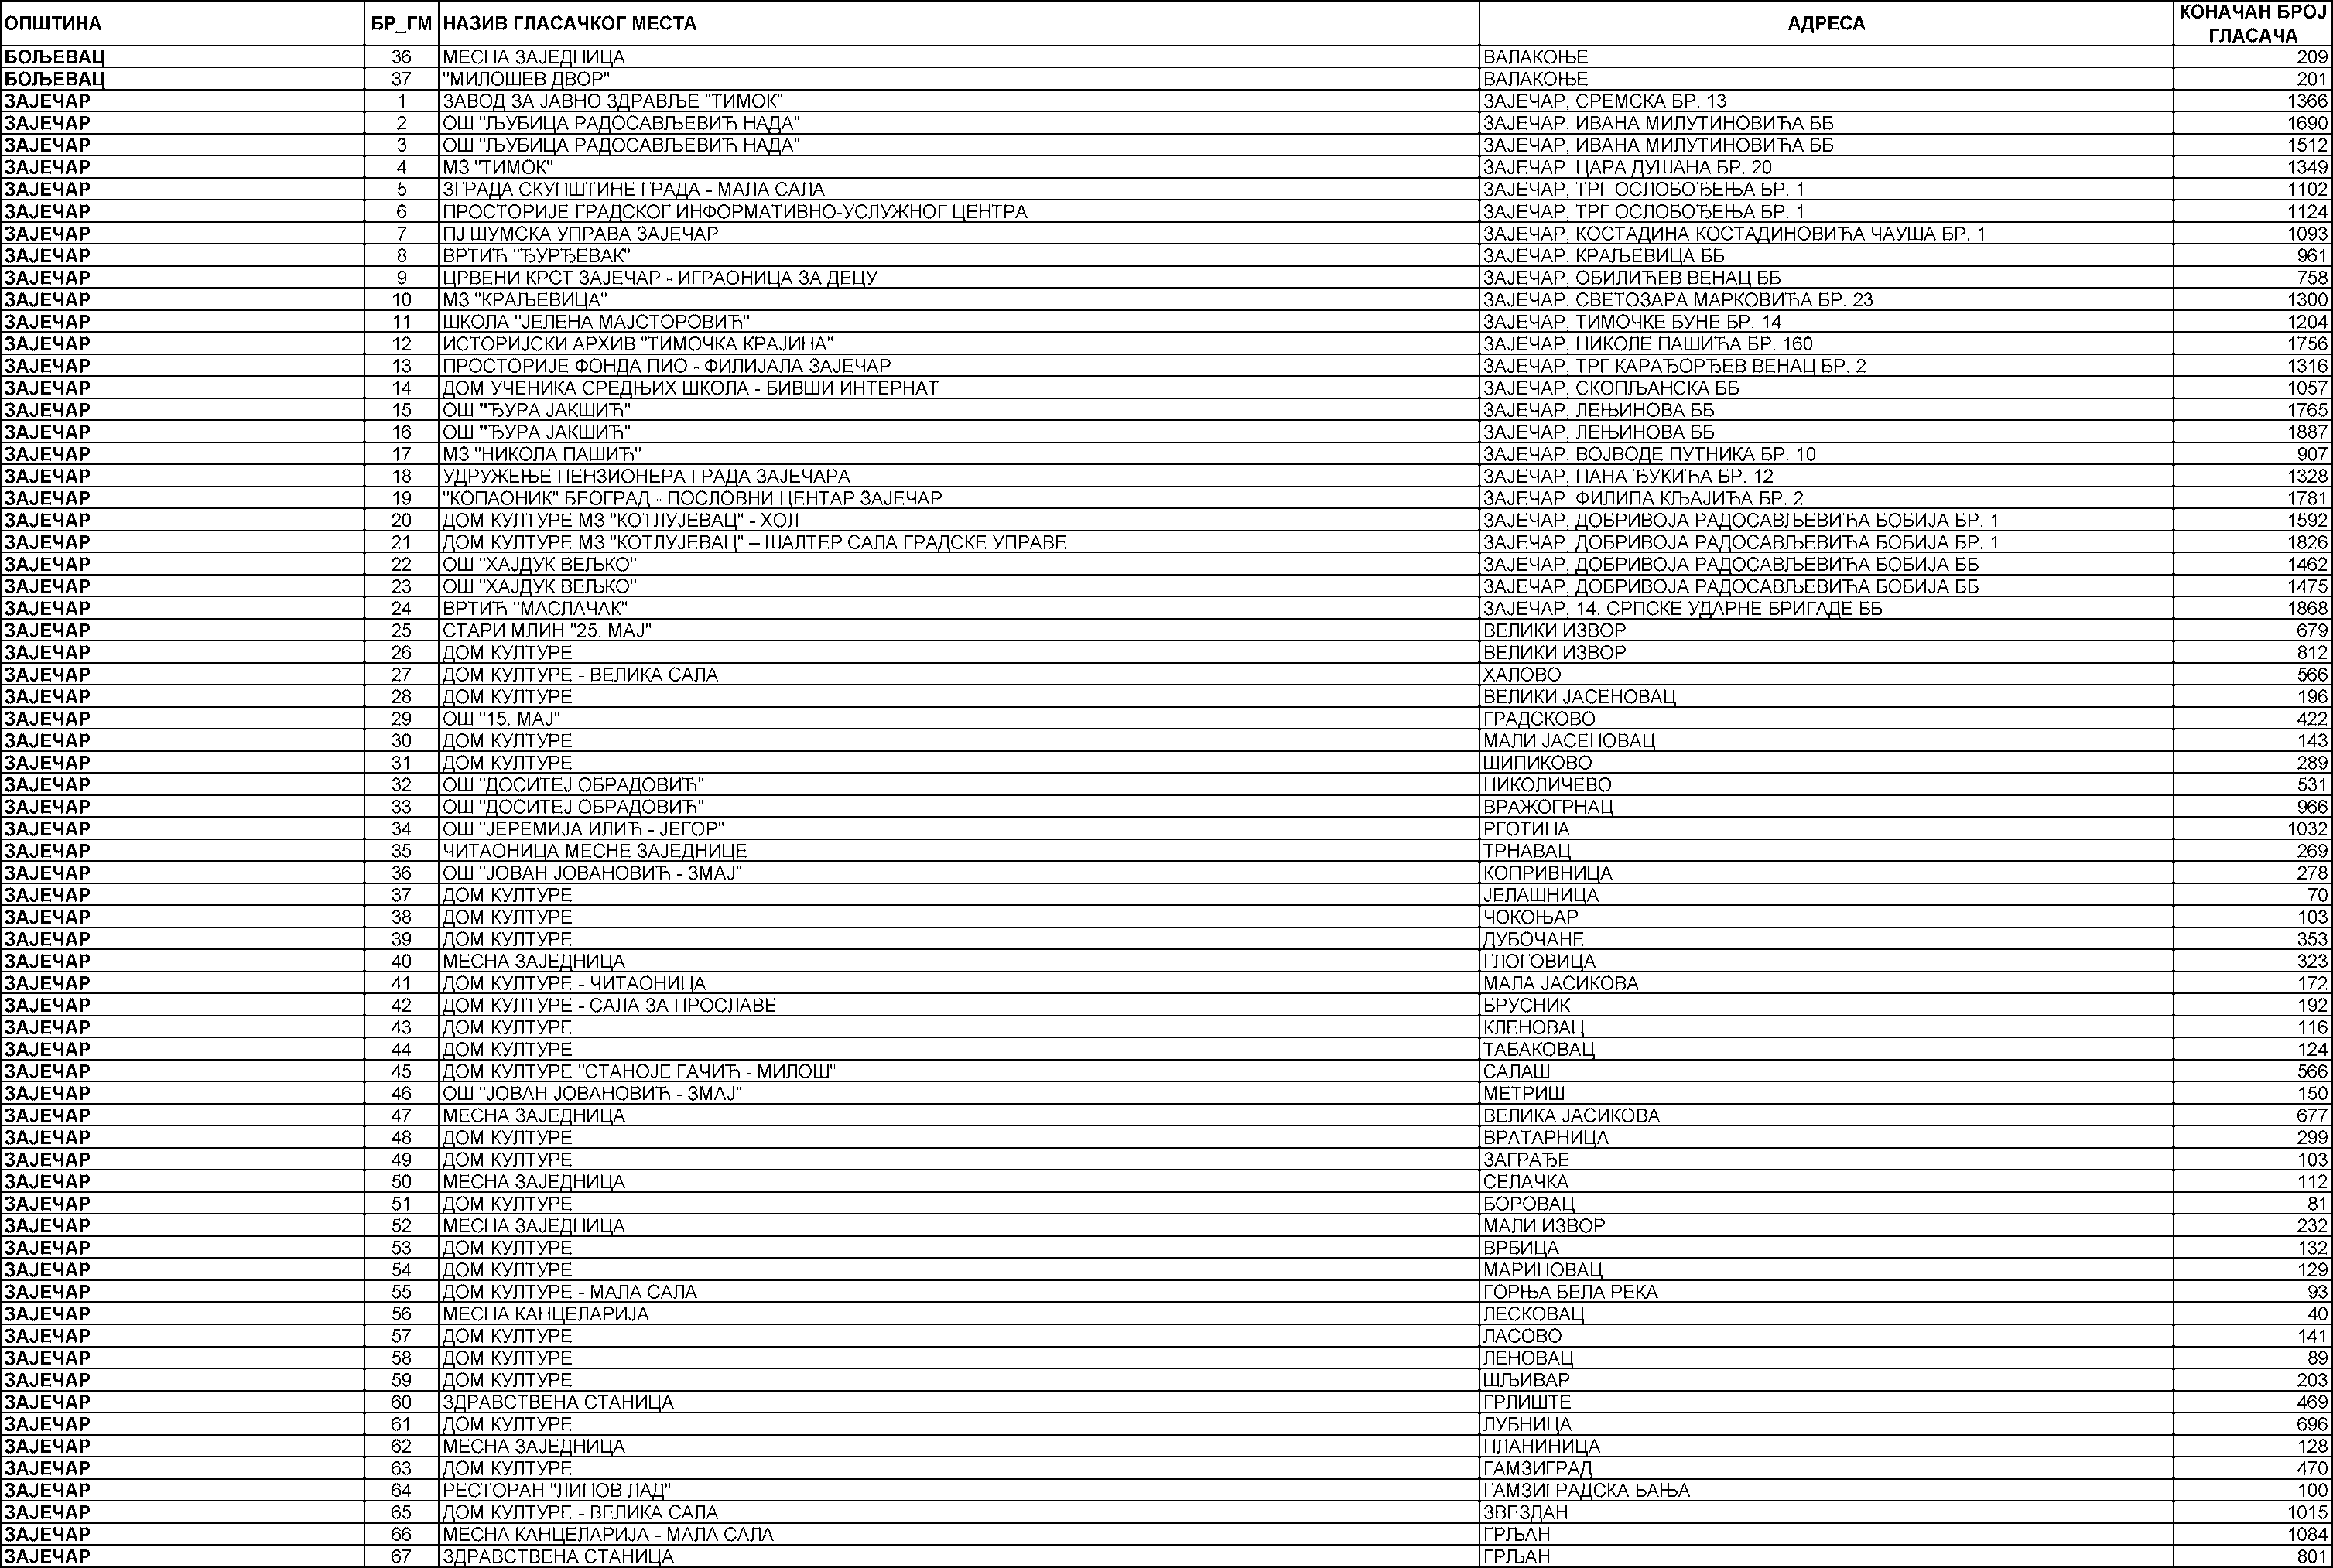 ОПШТИНА БР_ГМ НАЗИВ ГЛАСАЧКОГ МЕСТА АДРЕСА КОНАЧАН БРОЈ ГЛАСАЧА
БОЉЕВАЦ 36 МЕСНА ЗАЈЕДНИЦА ВАЛАКОЊЕ 209
БОЉЕВАЦ 37 "МИЛОШЕВ ДВОР" ВАЛАКОЊЕ 201
ЗАЈЕЧАР 1 ЗАВОД ЗА ЈАВНО ЗДРАВЉЕ "ТИМОК" ЗАЈЕЧАР, СРЕМСКА БР. 13 1366
ЗАЈЕЧАР 2 ОШ "ЉУБИЦА РАДОСАВЉЕВИЋ НАДА" ЗАЈЕЧАР, ИВАНА МИЛУТИНОВИЋА ББ 1690
ЗАЈЕЧАР 3 ОШ "ЉУБИЦА РАДОСАВЉЕВИЋ НАДА" ЗАЈЕЧАР, ИВАНА МИЛУТИНОВИЋА ББ 1512
ЗАЈЕЧАР 4 МЗ "ТИМОК" ЗАЈЕЧАР, ЦАРА ДУШАНА БР. 20 1349
ЗАЈЕЧАР 5 ЗГРАДА СКУПШТИНЕ ГРАДА - МАЛА САЛА ЗАЈЕЧАР, ТРГ ОСЛОБОЂЕЊА БР. 1 1102
ЗАЈЕЧАР 6 ПРОСТОРИЈЕ ГРАДСКОГ ИНФОРМАТИВНО-УСЛУЖНОГ ЦЕНТРА ЗАЈЕЧАР, ТРГ ОСЛОБОЂЕЊА БР. 1 1124
ЗАЈЕЧАР 7 ПЈ ШУМСКА УПРАВА ЗАЈЕЧАР ЗАЈЕЧАР, КОСТАДИНА КОСТАДИНОВИЋА ЧАУША БР. 1 1093
ЗАЈЕЧАР 8 ВРТИЋ "ЂУРЂЕВАК" ЗАЈЕЧАР, КРАЉЕВИЦА ББ 961
ЗАЈЕЧАР 9 ЦРВЕНИ КРСТ ЗАЈЕЧАР - ИГРАОНИЦА ЗА ДЕЦУ ЗАЈЕЧАР, ОБИЛИЋЕВ ВЕНАЦ ББ 758
ЗАЈЕЧАР 10 МЗ "КРАЉЕВИЦА" ЗАЈЕЧАР, СВЕТОЗАРА МАРКОВИЋА БР. 23 1300
ЗАЈЕЧАР 11 ШКОЛА "ЈЕЛЕНА МАЈСТОРОВИЋ" ЗАЈЕЧАР, ТИМОЧКЕ БУНЕ БР. 14 1204
ЗАЈЕЧАР 12 ИСТОРИЈСКИ АРХИВ "ТИМОЧКА КРАЈИНА" ЗАЈЕЧАР, НИКОЛЕ ПАШИЋА БР. 160 1756
ЗАЈЕЧАР 13 ПРОСТОРИЈЕ ФОНДА ПИО - ФИЛИЈАЛА ЗАЈЕЧАР ЗАЈЕЧАР, ТРГ КАРАЂОРЂЕВ ВЕНАЦ БР. 2 1316
ЗАЈЕЧАР 14 ДОМ УЧЕНИКА СРЕДЊИХ ШКОЛА - БИВШИ ИНТЕРНАТ ЗАЈЕЧАР, СКОПЉАНСКА ББ 1057
ЗАЈЕЧАР 15 ОШ "ЂУРА ЈАКШИЋ" ЗАЈЕЧАР, ЛЕЊИНОВА ББ 1765
ЗАЈЕЧАР 16 ОШ "ЂУРА ЈАКШИЋ" ЗАЈЕЧАР, ЛЕЊИНОВА ББ 1887
ЗАЈЕЧАР 17 МЗ "НИКОЛА ПАШИЋ" ЗАЈЕЧАР, ВОЈВОДЕ ПУТНИКА БР. 10 907
ЗАЈЕЧАР 18 УДРУЖЕЊЕ ПЕНЗИОНЕРА ГРАДА ЗАЈЕЧАРА ЗАЈЕЧАР, ПАНА ЂУКИЋА БР. 12 1328
ЗАЈЕЧАР 19 "КОПАОНИК" БЕОГРАД - ПОСЛОВНИ ЦЕНТАР ЗАЈЕЧАР ЗАЈЕЧАР, ФИЛИПА КЉАЈИЋА БР. 2 1781
ЗАЈЕЧАР 20 ДОМ КУЛТУРЕ МЗ "КОТЛУЈЕВАЦ" - ХОЛ ЗАЈЕЧАР, ДОБРИВОЈА РАДОСАВЉЕВИЋА БОБИЈА БР. 1 1592
ЗАЈЕЧАР 21 ДОМ КУЛТУРЕ МЗ "КОТЛУЈЕВАЦ" – ШАЛТЕР САЛА ГРАДСКЕ УПРАВЕ ЗАЈЕЧАР, ДОБРИВОЈА РАДОСАВЉЕВИЋА БОБИЈА БР. 1 1826
ЗАЈЕЧАР 22 ОШ "ХАЈДУК ВЕЉКО" ЗАЈЕЧАР, ДОБРИВОЈА РАДОСАВЉЕВИЋА БОБИЈА ББ 1462
ЗАЈЕЧАР 23 ОШ "ХАЈДУК ВЕЉКО" ЗАЈЕЧАР, ДОБРИВОЈА РАДОСАВЉЕВИЋА БОБИЈА ББ 1475
ЗАЈЕЧАР 24 ВРТИЋ "МАСЛАЧАК" ЗАЈЕЧАР, 14. СРПСКЕ УДАРНЕ БРИГАДЕ ББ 1868
ЗАЈЕЧАР 25 СТАРИ МЛИН "25. МАЈ" ВЕЛИКИ ИЗВОР 679
ЗАЈЕЧАР 26 ДОМ КУЛТУРЕ ВЕЛИКИ ИЗВОР 812
ЗАЈЕЧАР 27 ДОМ КУЛТУРЕ - ВЕЛИКА САЛА ХАЛОВО 566
ЗАЈЕЧАР 28 ДОМ КУЛТУРЕ ВЕЛИКИ ЈАСЕНОВАЦ 196
ЗАЈЕЧАР 29 ОШ "15. МАЈ" ГРАДСКОВО 422
ЗАЈЕЧАР 30 ДОМ КУЛТУРЕ МАЛИ ЈАСЕНОВАЦ 143
ЗАЈЕЧАР 31 ДОМ КУЛТУРЕ ШИПИКОВО 289
ЗАЈЕЧАР 32 ОШ "ДОСИТЕЈ ОБРАДОВИЋ" НИКОЛИЧЕВО 531
ЗАЈЕЧАР 33 ОШ "ДОСИТЕЈ ОБРАДОВИЋ" ВРАЖОГРНАЦ 966
ЗАЈЕЧАР 34 ОШ "ЈЕРЕМИЈА ИЛИЋ - ЈЕГОР" РГОТИНА 1032
ЗАЈЕЧАР 35 ЧИТАОНИЦА МЕСНЕ ЗАЈЕДНИЦЕ ТРНАВАЦ 269
ЗАЈЕЧАР 36 ОШ "ЈОВАН ЈОВАНОВИЋ - ЗМАЈ" КОПРИВНИЦА 278
ЗАЈЕЧАР 37 ДОМ КУЛТУРЕ ЈЕЛАШНИЦА 70
ЗАЈЕЧАР 38 ДОМ КУЛТУРЕ ЧОКОЊАР 103
ЗАЈЕЧАР 39 ДОМ КУЛТУРЕ ДУБОЧАНЕ 353
ЗАЈЕЧАР 40 МЕСНА ЗАЈЕДНИЦА ГЛОГОВИЦА 323
ЗАЈЕЧАР 41 ДОМ КУЛТУРЕ - ЧИТАОНИЦА МАЛА ЈАСИКОВА 172
ЗАЈЕЧАР 42 ДОМ КУЛТУРЕ - САЛА ЗА ПРОСЛАВЕ БРУСНИК 192
ЗАЈЕЧАР 43 ДОМ КУЛТУРЕ КЛЕНОВАЦ 116
ЗАЈЕЧАР 44 ДОМ КУЛТУРЕ ТАБАКОВАЦ 124
ЗАЈЕЧАР 45 ДОМ КУЛТУРЕ "СТАНОЈЕ ГАЧИЋ - МИЛОШ" САЛАШ 566
ЗАЈЕЧАР 46 ОШ "ЈОВАН ЈОВАНОВИЋ - ЗМАЈ" МЕТРИШ 150
ЗАЈЕЧАР 47 МЕСНА ЗАЈЕДНИЦА ВЕЛИКА ЈАСИКОВА 677
ЗАЈЕЧАР 48 ДОМ КУЛТУРЕ ВРАТАРНИЦА 299
ЗАЈЕЧАР 49 ДОМ КУЛТУРЕ ЗАГРАЂЕ 103
ЗАЈЕЧАР 50 МЕСНА ЗАЈЕДНИЦА СЕЛАЧКА 112
ЗАЈЕЧАР 51 ДОМ КУЛТУРЕ БОРОВАЦ 81
ЗАЈЕЧАР 52 МЕСНА ЗАЈЕДНИЦА МАЛИ ИЗВОР 232
ЗАЈЕЧАР 53 ДОМ КУЛТУРЕ ВРБИЦА 132
ЗАЈЕЧАР 54 ДОМ КУЛТУРЕ МАРИНОВАЦ 129
ЗАЈЕЧАР 55 ДОМ КУЛТУРЕ - МАЛА САЛА ГОРЊА БЕЛА РЕКА 93
ЗАЈЕЧАР 56 МЕСНА КАНЦЕЛАРИЈА ЛЕСКОВАЦ 40
ЗАЈЕЧАР 57 ДОМ КУЛТУРЕ ЛАСОВО 141
ЗАЈЕЧАР 58 ДОМ КУЛТУРЕ ЛЕНОВАЦ 89
ЗАЈЕЧАР 59 ДОМ КУЛТУРЕ ШЉИВАР 203
ЗАЈЕЧАР 60 ЗДРАВСТВЕНА СТАНИЦА ГРЛИШТЕ 469
ЗАЈЕЧАР 61 ДОМ КУЛТУРЕ ЛУБНИЦА 696
ЗАЈЕЧАР 62 МЕСНА ЗАЈЕДНИЦА ПЛАНИНИЦА 128
ЗАЈЕЧАР 63 ДОМ КУЛТУРЕ ГАМЗИГРАД 470
ЗАЈЕЧАР 64 РЕСТОРАН "ЛИПОВ ЛАД" ГАМЗИГРАДСКА БАЊА 100
ЗАЈЕЧАР 65 ДОМ КУЛТУРЕ - ВЕЛИКА САЛА ЗВЕЗДАН 1015
ЗАЈЕЧАР 66 МЕСНА КАНЦЕЛАРИЈА - МАЛА САЛА ГРЉАН 1084
ЗАЈЕЧАР 67 ЗДРАВСТВЕНА СТАНИЦА ГРЉАН 801